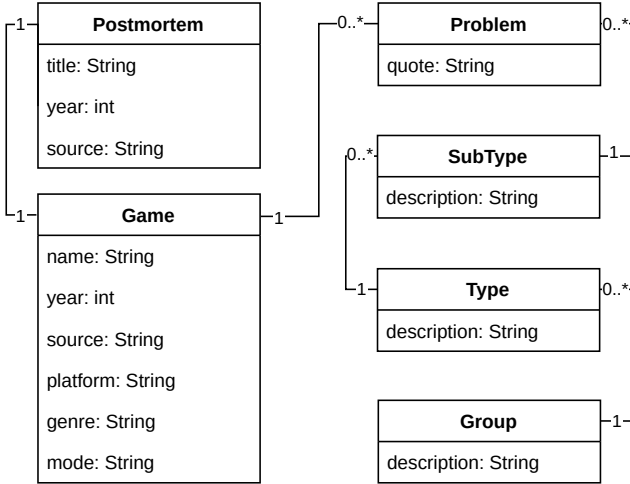 1
Postmortem
title: String
year: int
source: String
1
Game
1
name: String
year: int
source: String
platform: String
genre: String
mode: String
0..*
Problem
0..*
quote: String
0..*
SubType
1
description: String
1
Type
0..*
description: String
Group
1
description: String